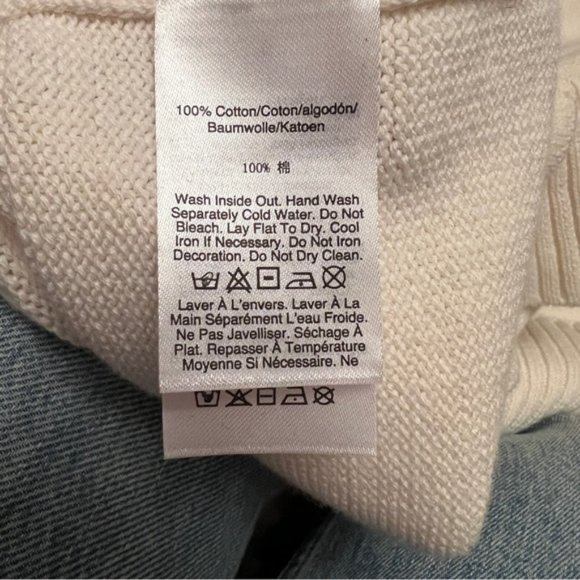 100% Cotton/Coton/algodón/
Baumwolle/Katoen
100% 棉
Wash Inside Out. Hand Wash
Separately Cold Water. Do Not
Bleach. Lay Flat To Dry. Cool
Iron If Necessary. Do Not Iron
Decoration. Do Not Dry Clean.
Laver À L'envers. Laver À La
Main Séparément L'eau Froide.
Ne Pas Javelliser. Séchage À
Plat. Repasser À Température
Moyenne Si Nécessaire. Ne